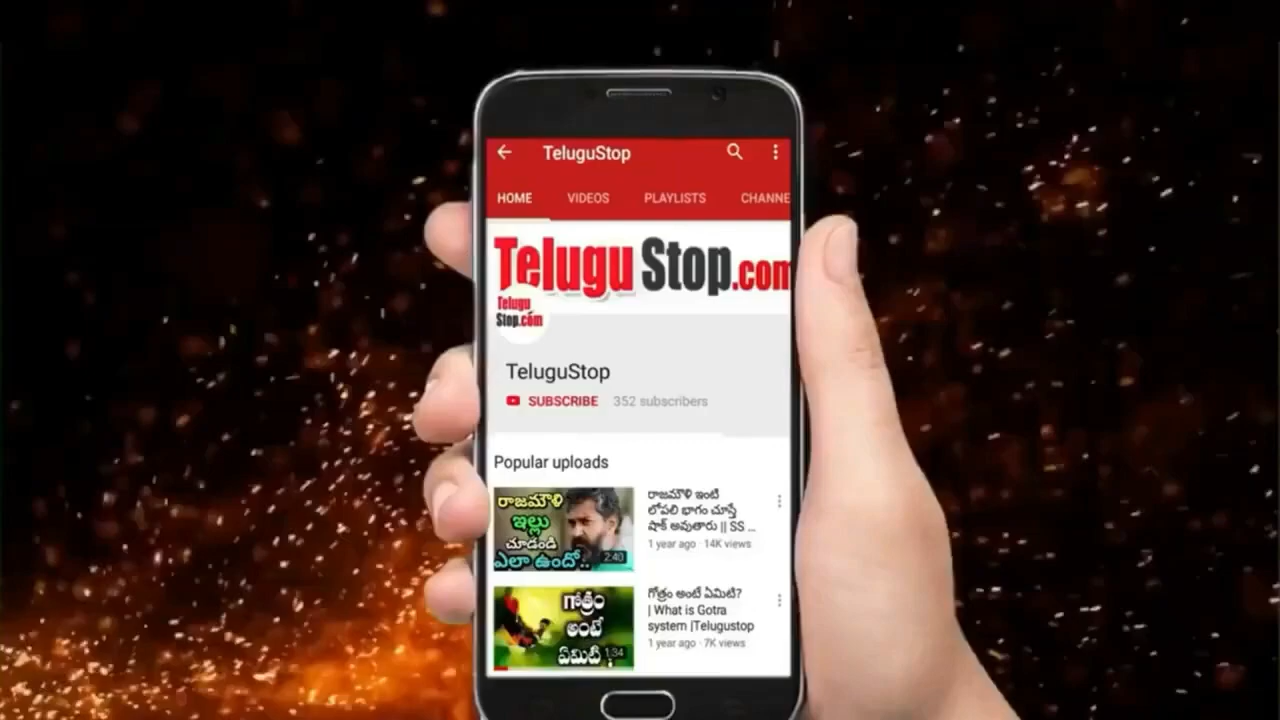 TeluguStop
HOME VIDEOS PLAYLISTS CHANNE
Telugu Stop.com
Telugu
Stop.com
TeluguStop
SUBSCRIBE 352 subscribers
Popular uploads
రాజమౌళి
ఇల్లు
చూడండి
ఎలా ఉందో..
2:40
రాజమౌళి ఇంటి
లోపలి భాగం చూస్తే
షాక్ అవుతారు || SS ...
1 year ago · 14K views
గోత్రం
అంటే
ఏమిటి ?
1:34
గోత్రం అంటే ఏమిటి?
| What is Gotra
system |Telugustop
1 year ago · 7K views